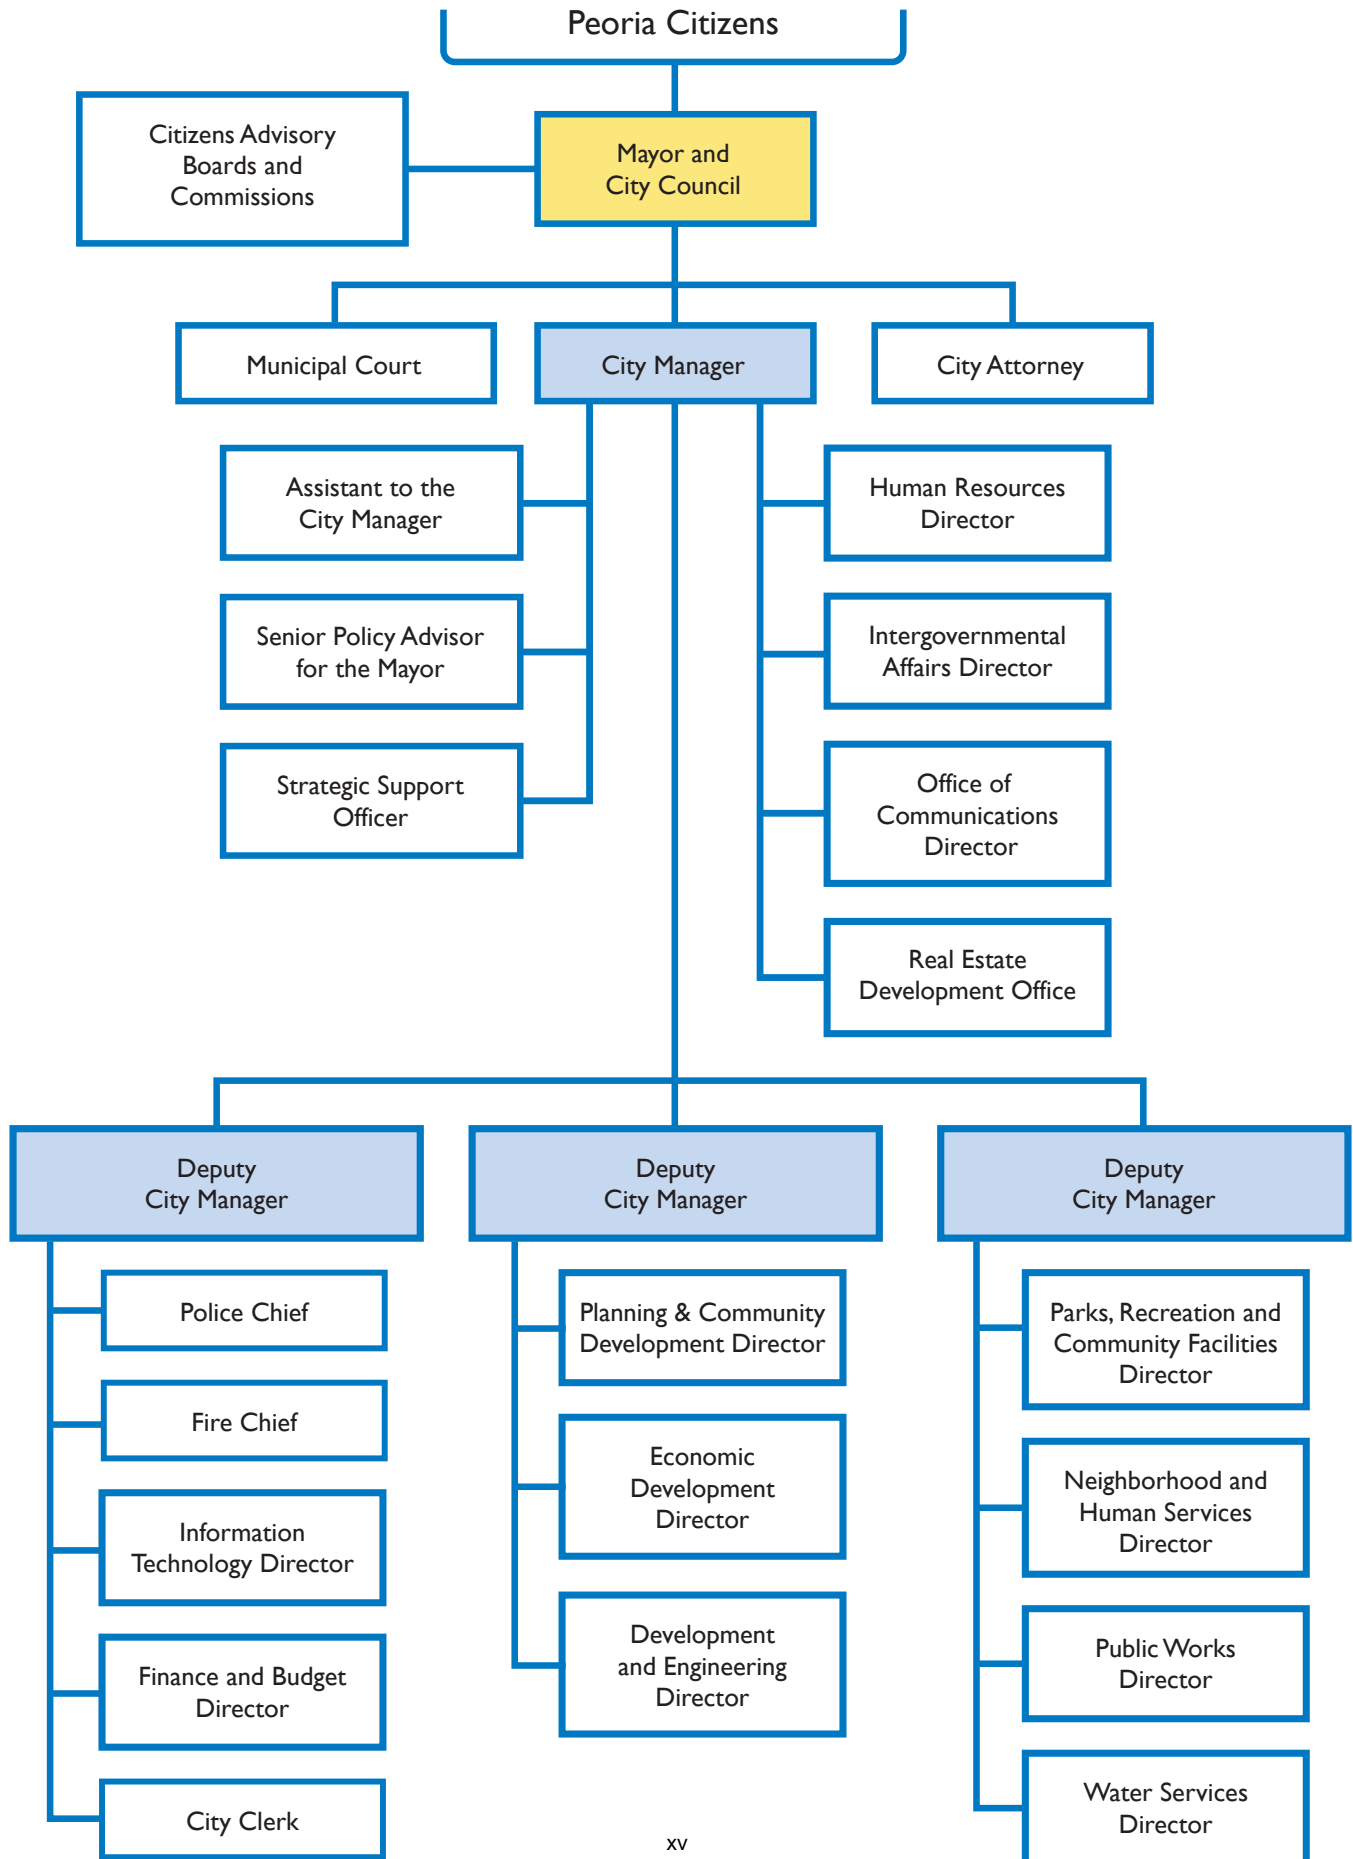 Peoria Citizens
Citizens Advisory
Boards and
Commissions
Mayor and
City Council
Municipal Court
City Manager
City Attorney
Assistant to the
City Manager
Human Resources
Director
Senior Policy Advisor
for the Mayor
Intergovernmental
Affairs Director
Strategic Support
Officer
Office of
Communications
Director
Real Estate
Development Office
Deputy
City Manager
Deputy
City Manager
Deputy
City Manager
Police Chief
Fire Chief
Information
Technology Director
Finance and Budget
Director
City Clerk
Planning & Community
Development Director
Economic
Development
Director
Development
and Engineering
Director
Parks, Recreation and
Community Facilities
Director
Neighborhood and
Human Services
Director
Public Works
Director
Water Services
Director
xv